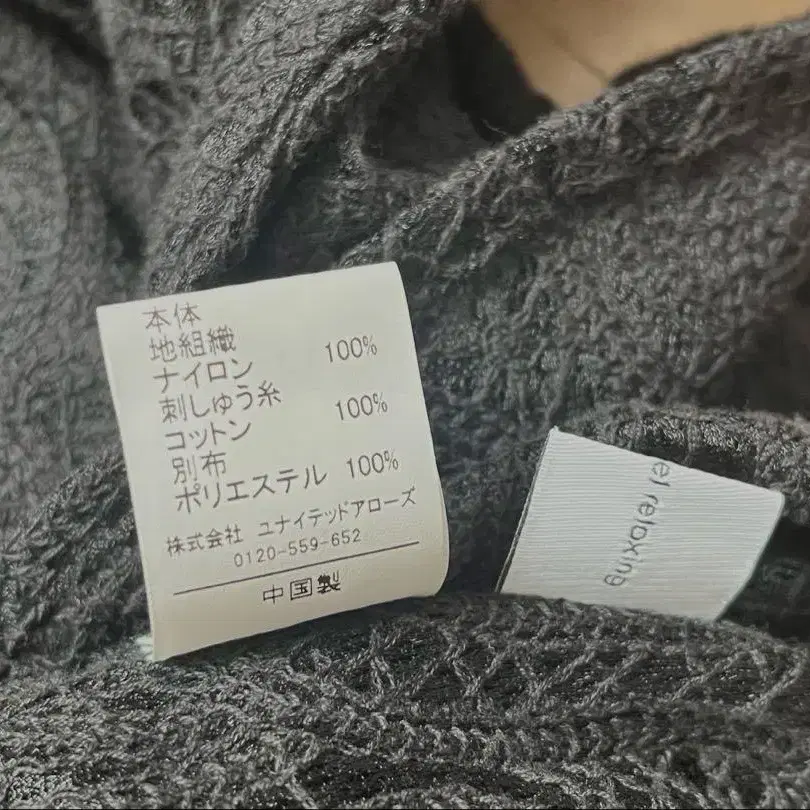 本体
地組織
ナイロン 100%
刺しゅう糸
コットン 100%
別布
ポリエステル 100%
株式会社 ユナイテッドアローズ
0120-559-652
中国製
el relaxing